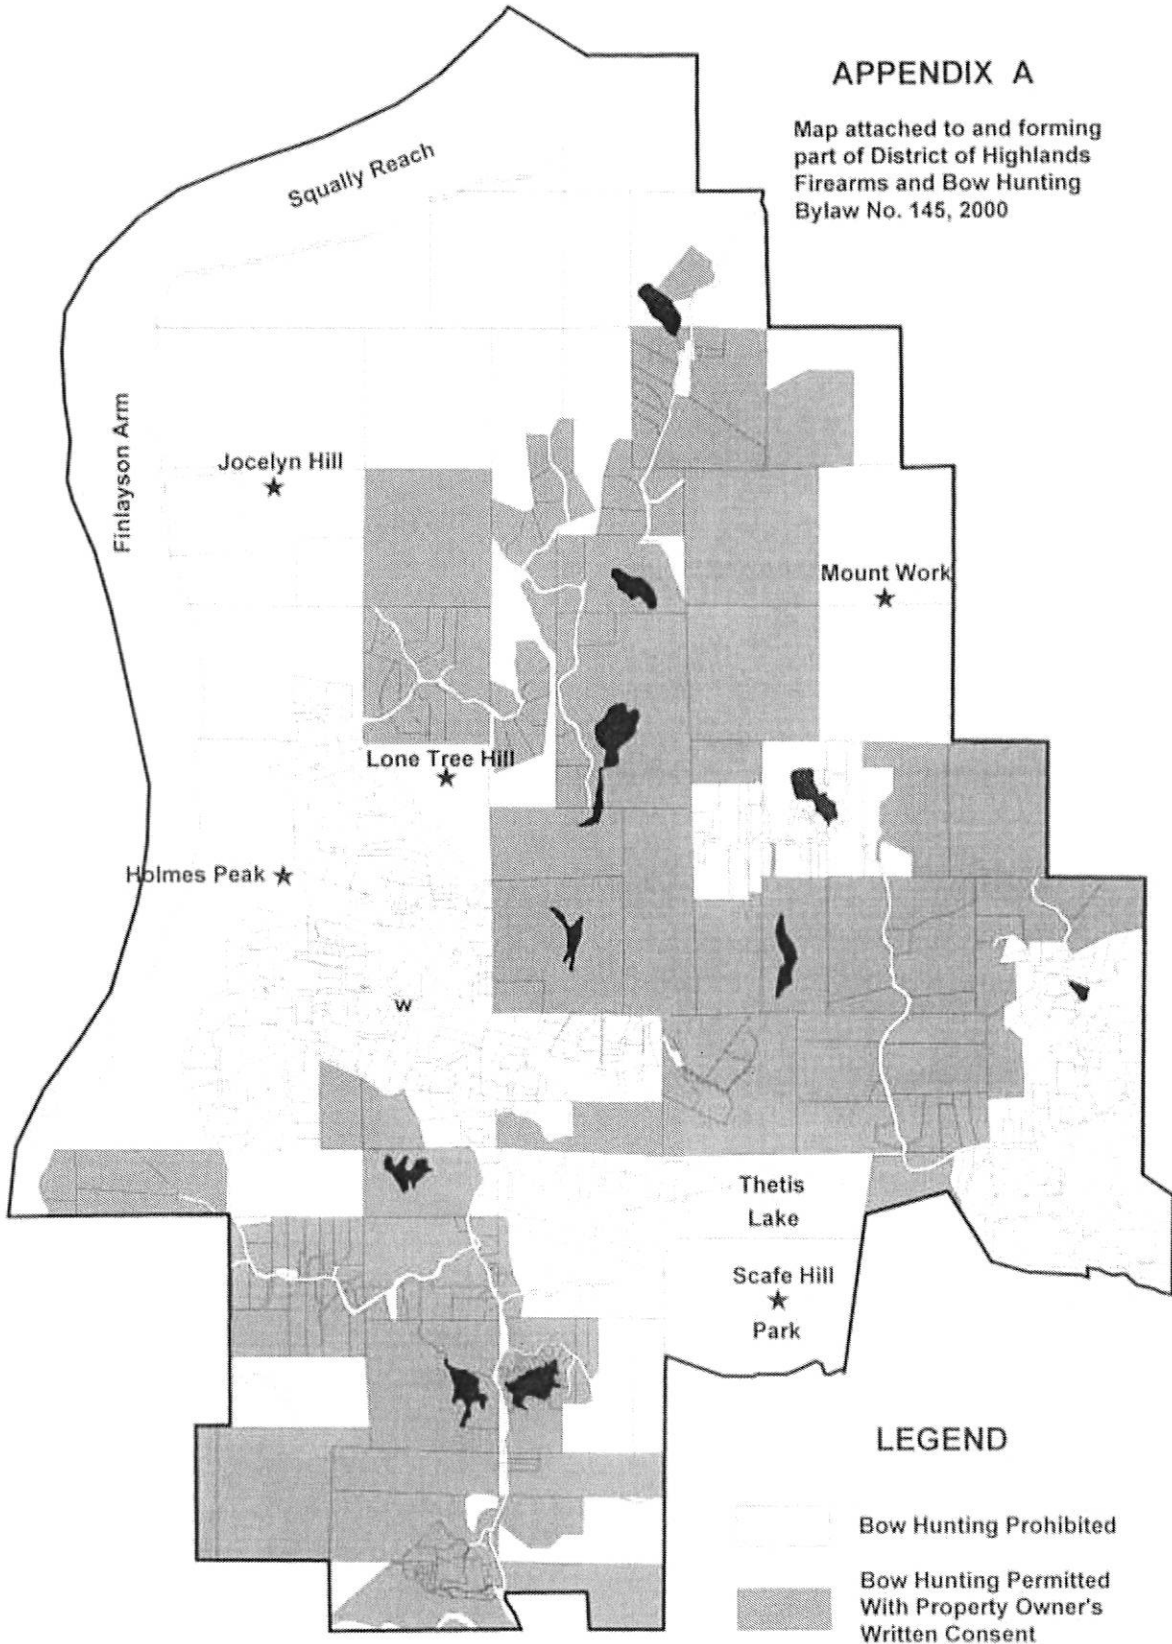 APPENDIX A
Map attached to and forming
part of District of Highlands
Firearms and Bow Hunting
Bylaw No. 145, 2000
Squally Reach
Finlayson Arm
Jocelyn Hill
Mount Work
Lone Tree Hill
Holmes Peak
W
Thetis
Lake
Scafe Hill
Park
LEGEND
Bow Hunting Prohibited
Bow Hunting Permitted
With Property Owner's
Written Consent